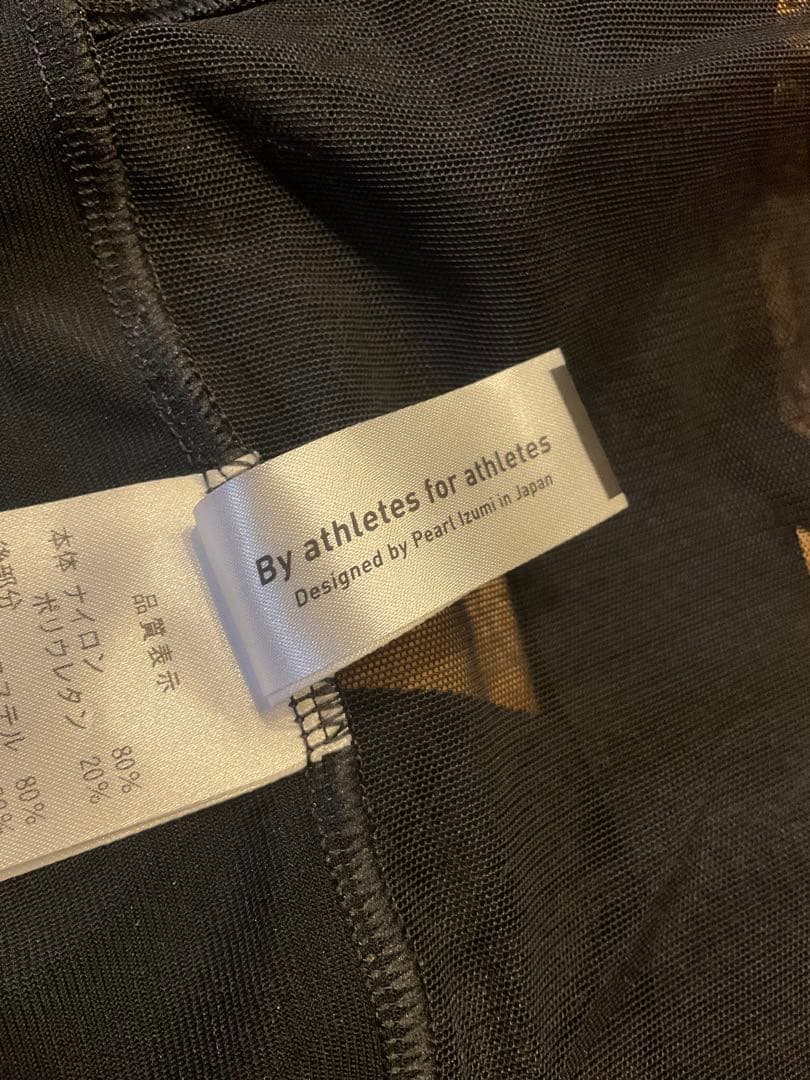 By athletes for athletes
Designed by Pearl Izumi in Japan
品質表示
本体 ナイロン 80%
ポリウレタン 20%
80%